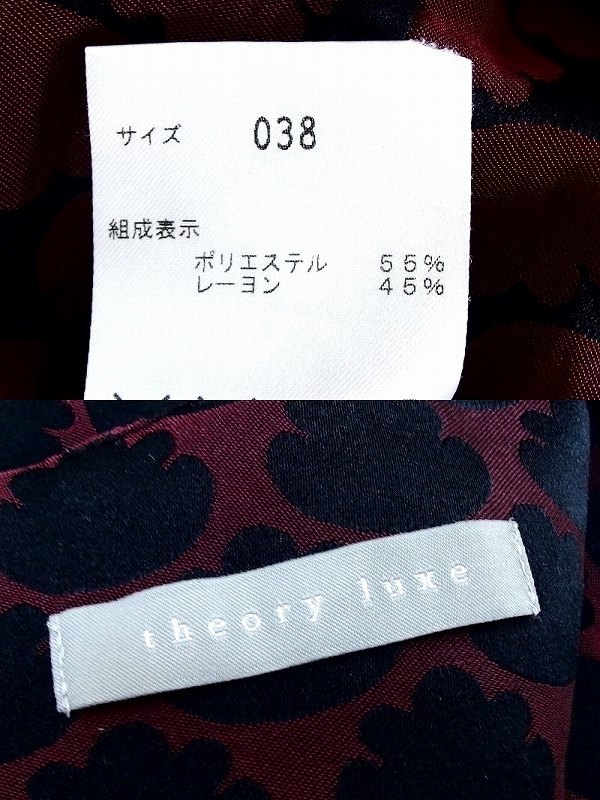 サイズ 038
組成表示
ポリエステル 55%
レーヨン 45%
theory luxe